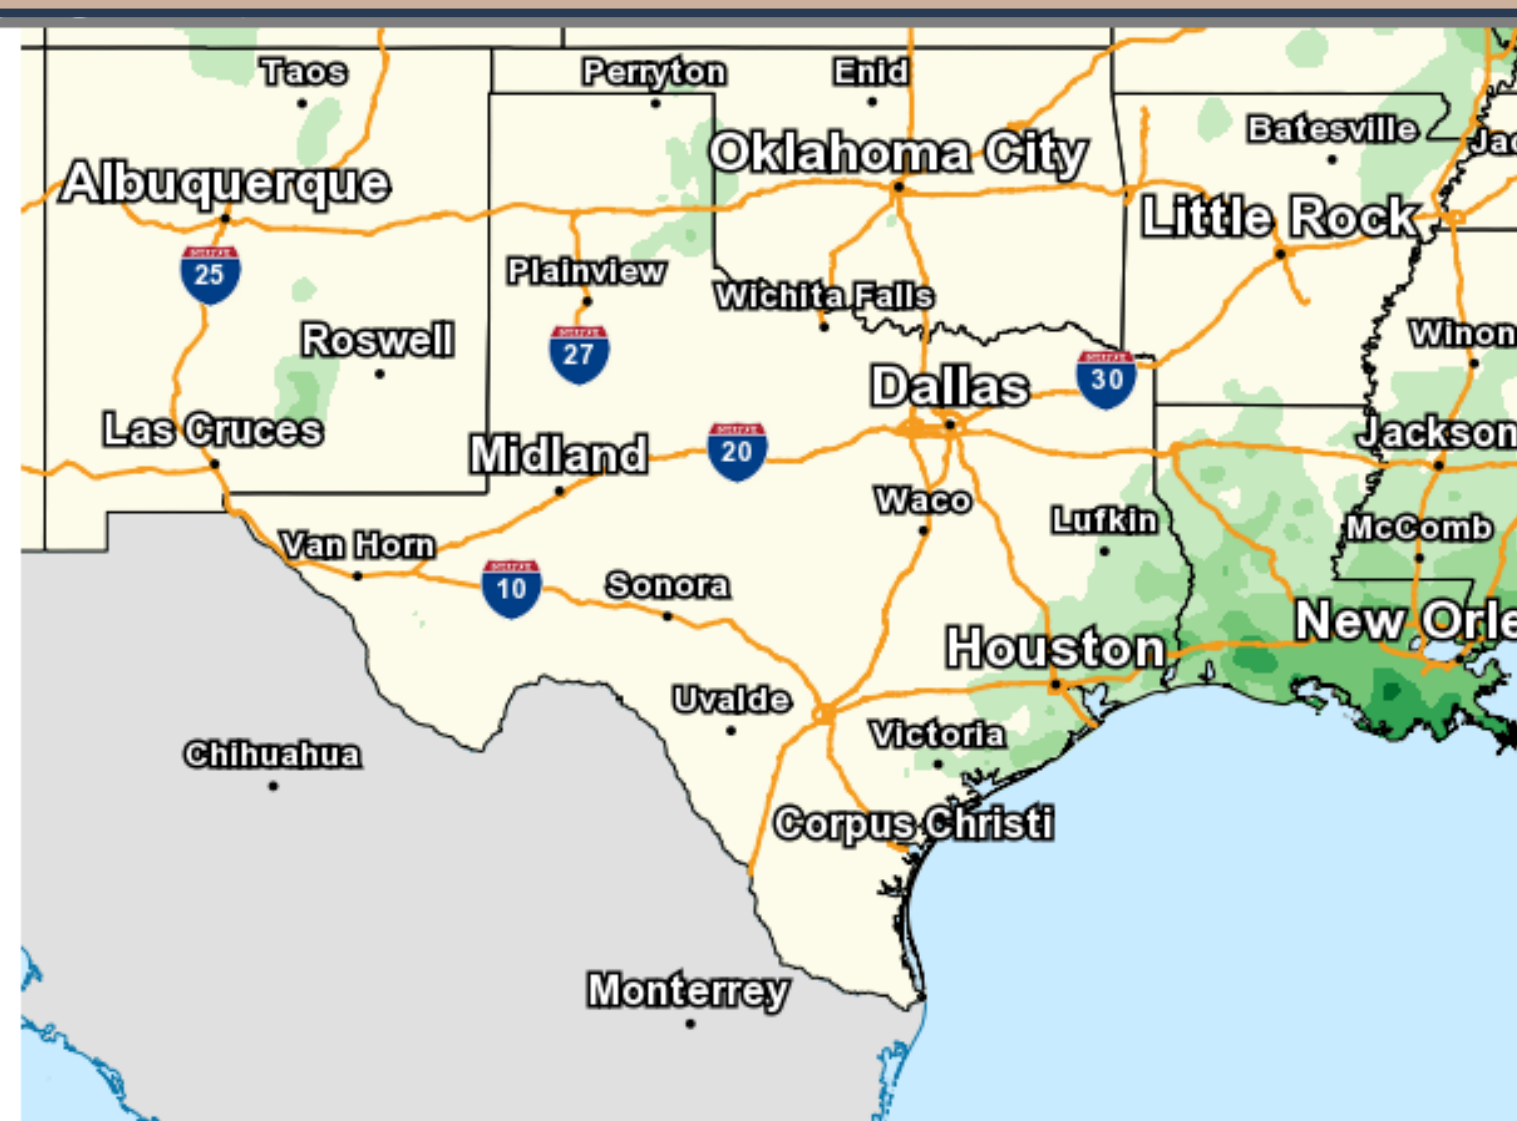 Taos
Perryton
Enid
Batesville
Oklahoma City
Albuquerque
Little Rock
25
Plainview
Wichita Falls
Roswell
27
Winon
Dallas
30
Las Cruces
Midland
20
Jackson
Waco
Lufkin
McComb
Van Horn
10
Sonora
New Orle
Houston
Uvalde
Victoria
Chihuahua
Corpus Christi
Monterrey